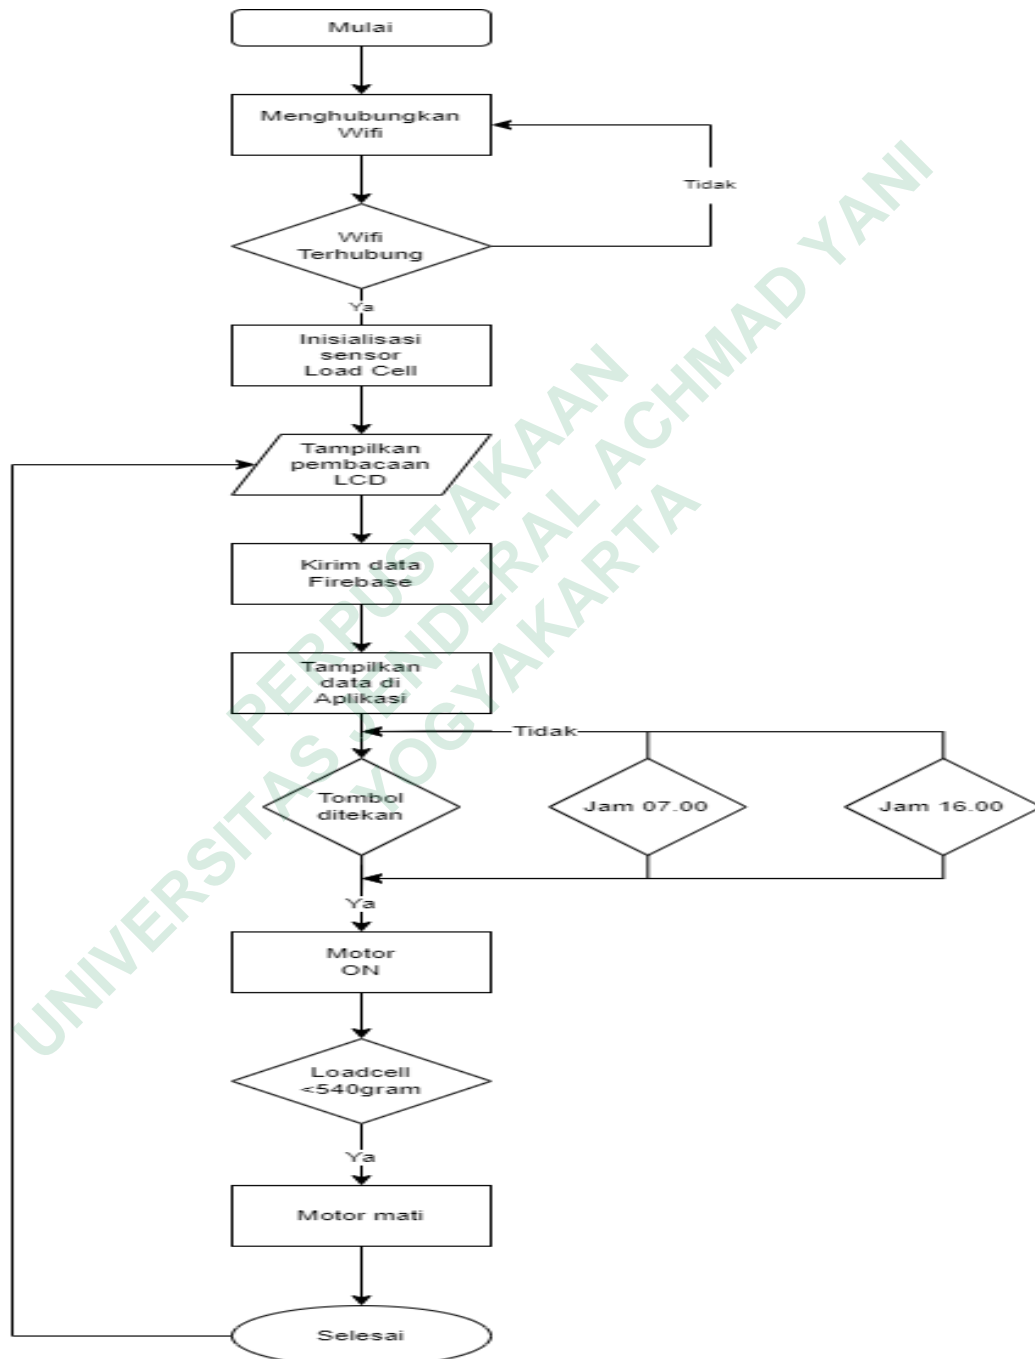 Mulai
Menghubungkan
Wifi
Tidak
Wifi
Terhubung
Ya
Inisialisasi
sensor
Load Cell
Tampilkan
pembacaan
LCD
Kirim data
Firebase
Tampilkan
data di
Aplikasi
Tidak
Tombol
ditekan
Jam 07.00
Jam 16.00
Ya
Motor
ON
Loadcell
<540gram
Ya
Motor mati
Selesai
PERPUSTAKAAN
UNIVERSITAS JENDERAL ACHMAD YANI
YOGYAKARTA